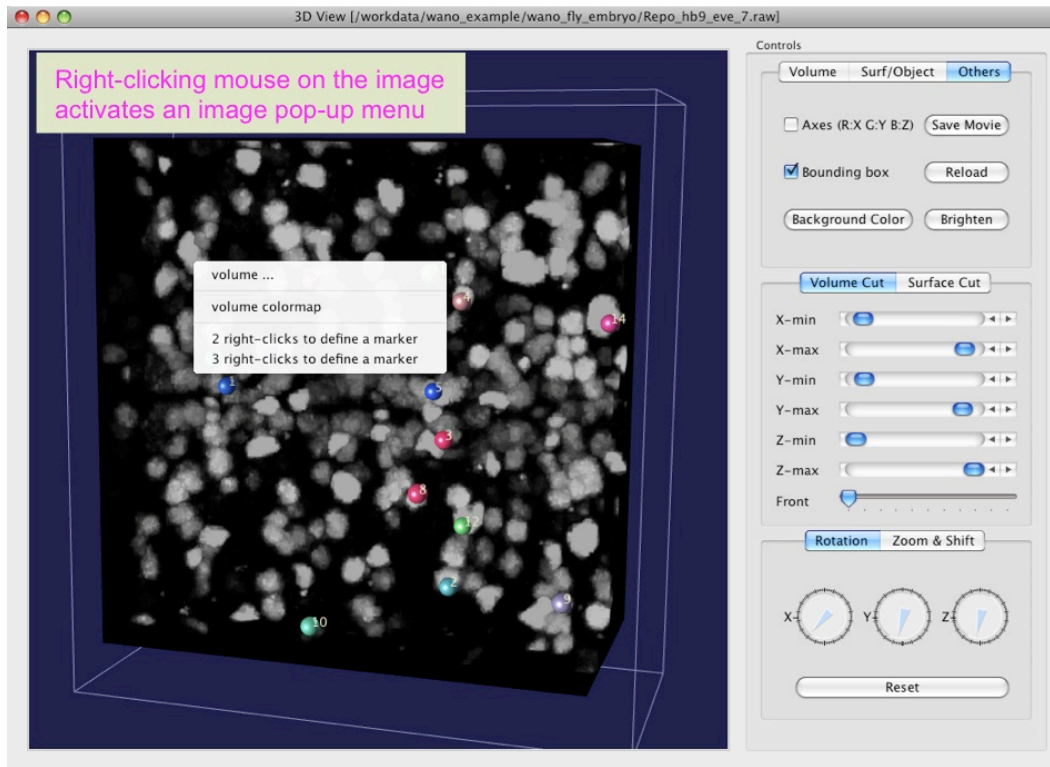 3D View [/workdata/wano_example/wano_fly_embryo/Repo_hb9_eve_7.raw]
Right-clicking mouse on the image
activates an image pop-up menu
volume ...
volume colormap
2 right-clicks to define a marker
3 right-clicks to define a marker
4
14
1
5
3
8
12
2
9
10
Controls
Volume Surf/Object Others
Axes (R:X G:Y B:Z) Save Movie
Bounding box Reload
Background Color Brighten
Volume Cut Surface Cut
X-min
X-max
Y-min
Y-max
Z-min
Z-max
Front
Rotation Zoom & Shift
X Y Z
Reset